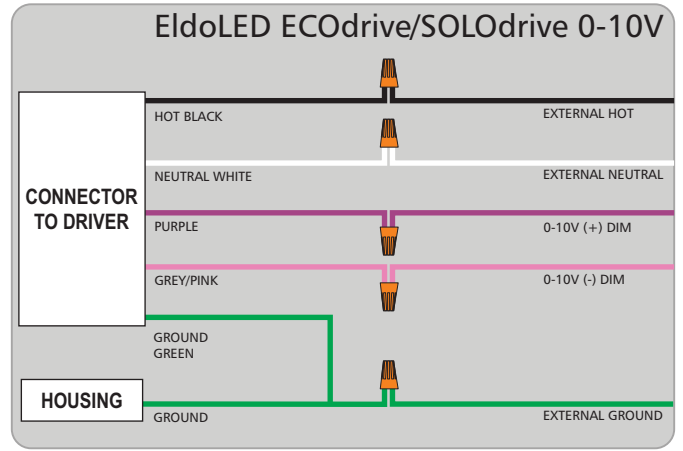 EldoLED ECOdrive/SOLOdrive 0-10V
HOT BLACK
EXTERNAL HOT
NEUTRAL WHITE
EXTERNAL NEUTRAL
CONNECTOR
TO DRIVER
PURPLE
0-10V (+) DIM
GREY/PINK
0-10V (-) DIM
GROUND
GREEN
HOUSING
GROUND
EXTERNAL GROUND